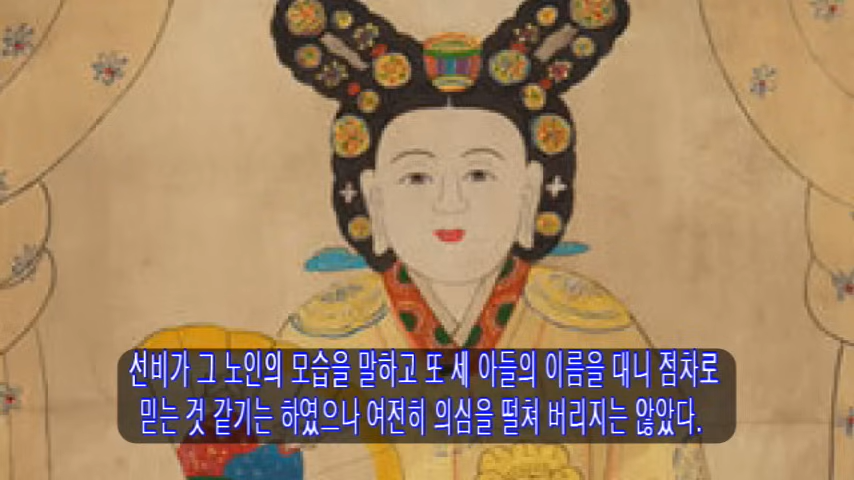 선비가 그 노인의 모습을 말하고 또 세 아들의 이름을 대니 점차로
믿는 것 같기는 하였으나 여전히 의심을 떨쳐 버리지는 않았다.